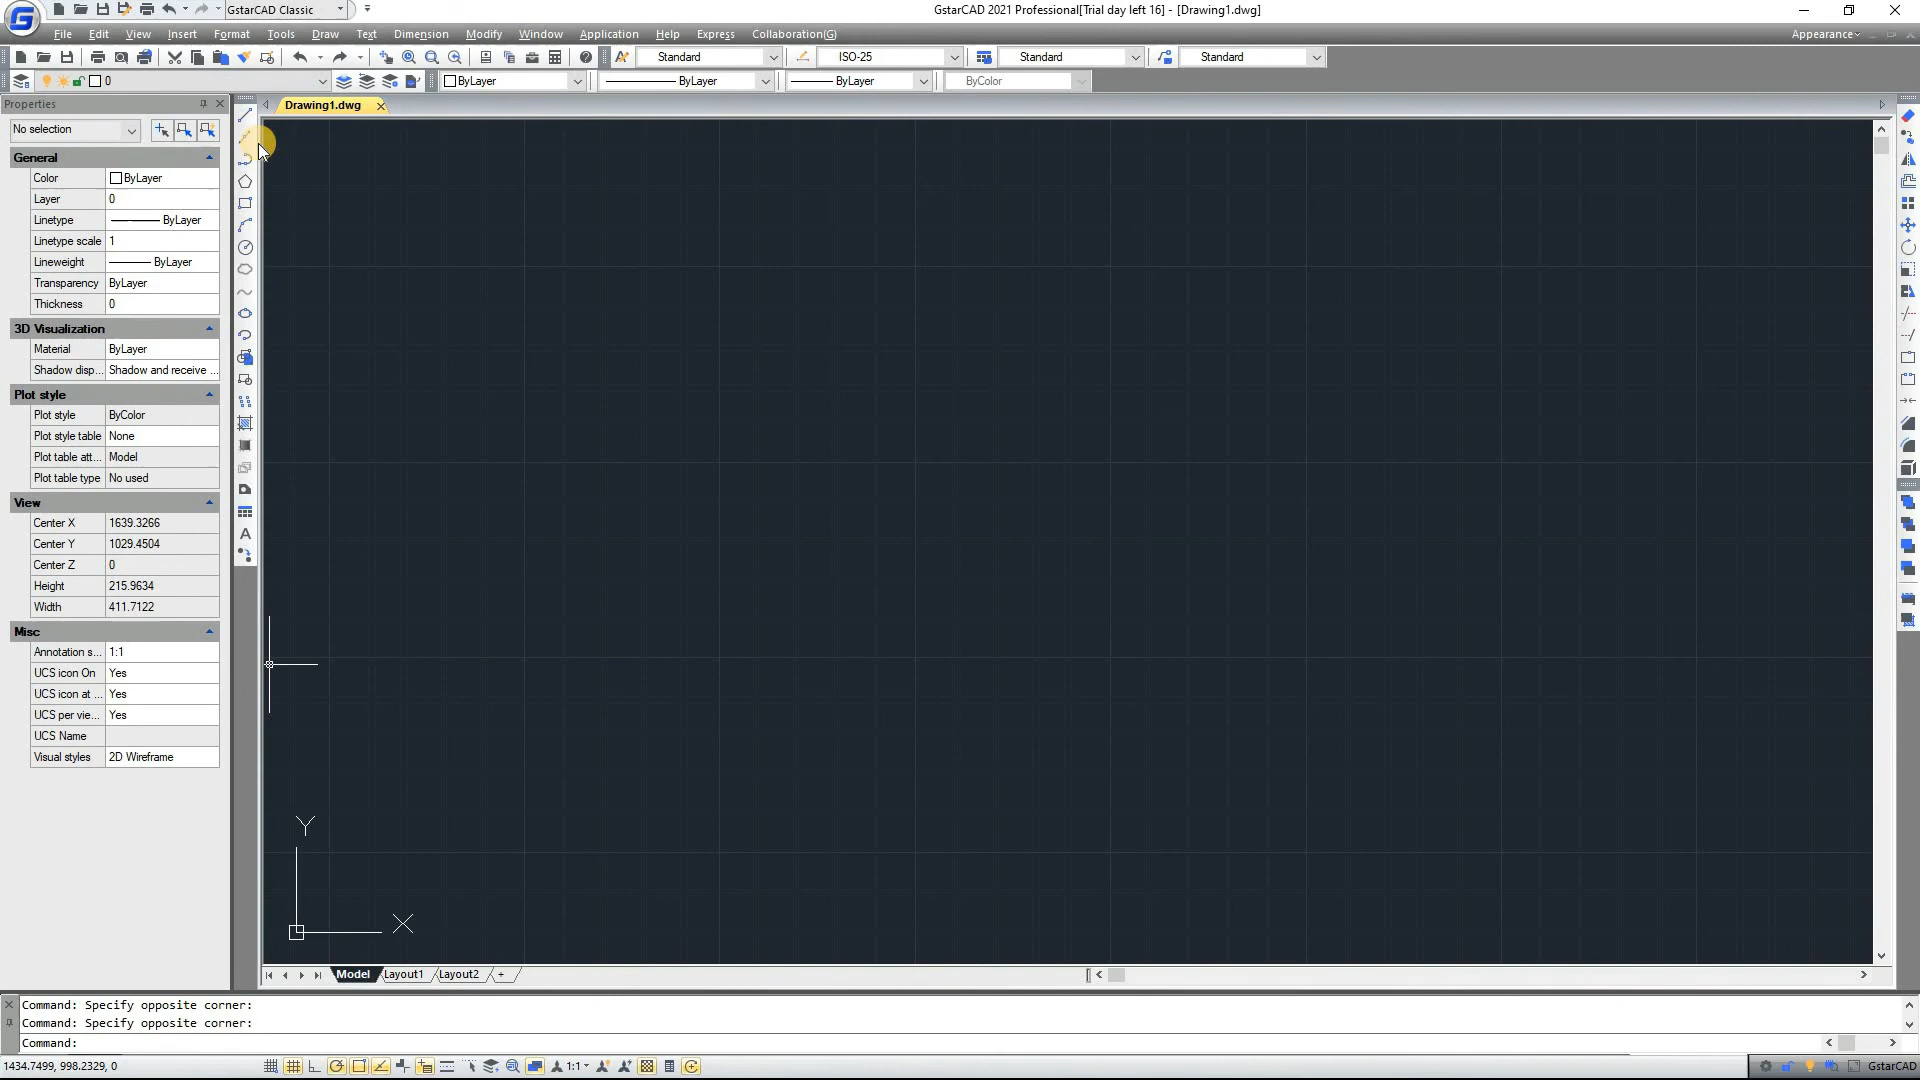 GstarCAD Classic
GstarCAD 2021 Professional[Trial day left 16] - [Drawing1.dwg]
File Edit View Insert Format Tools Draw Text Dimension Modify Window Application Help Express Collaboration(G) Appearance
Standard ISO-25 Standard Standard
0 ByLayer ByLayer ByLayer ByColor
Properties
Drawing1.dwg
No selection
General
Color ByLayer
Layer 0
Linetype ByLayer
Linetype scale 1
Lineweight ByLayer
Transparency ByLayer
Thickness 0
3D Visualization
Material ByLayer
Shadow disp... Shadow and receive ...
Plot style
Plot style ByColor
Plot style table None
Plot table att... Model
Plot table type No used
View
Center X 1639.3266
Center Y 1029.4504
Center Z 0
Height 215.9634
Width 411.7122
Misc
Annotation s... 1:1
UCS icon On Yes
UCS icon at ... Yes
UCS per vie... Yes
UCS Name
Visual styles 2D Wireframe
Y
X
Model Layout1 Layout2 +
Command: Specify opposite corner:
Command: Specify opposite corner:
Command:
1434.7499, 998.2329, 0 1:1 GstarCAD